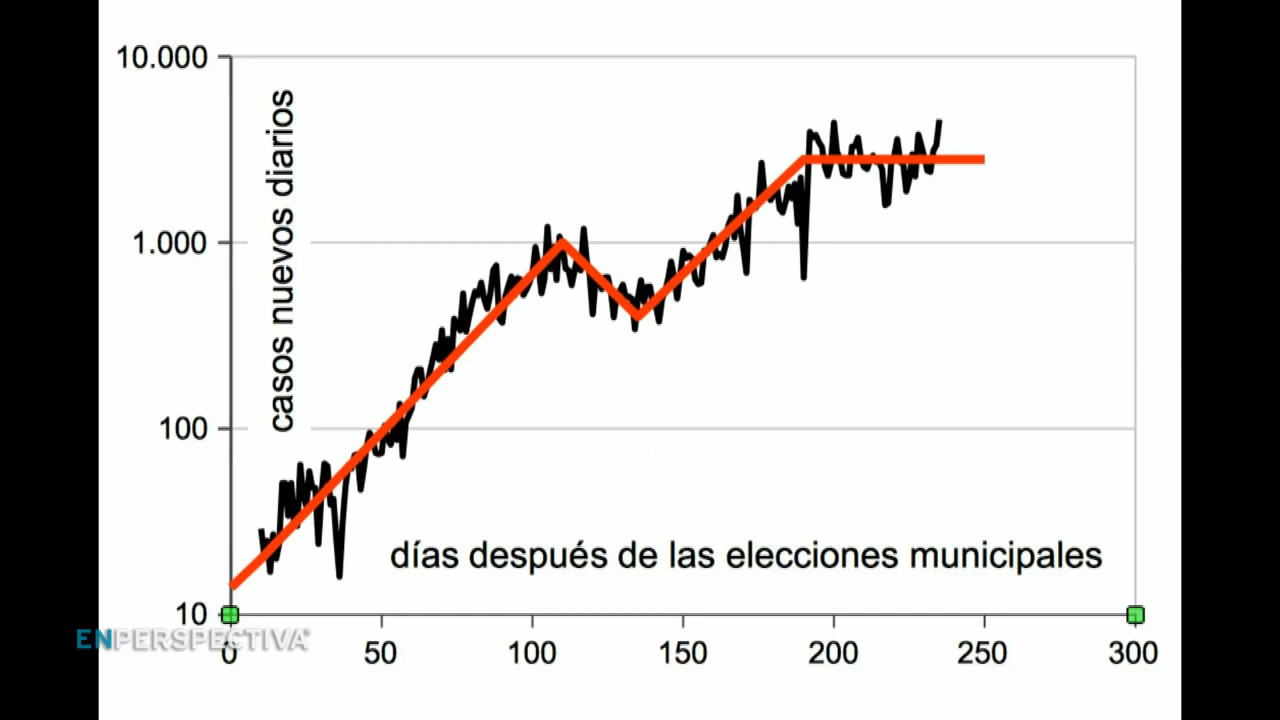 10.000
casos nuevos diarios
1.000
100
días después de las elecciones municipales
10
ENPERSPECTIVA
0 50 100 150 200 250 300